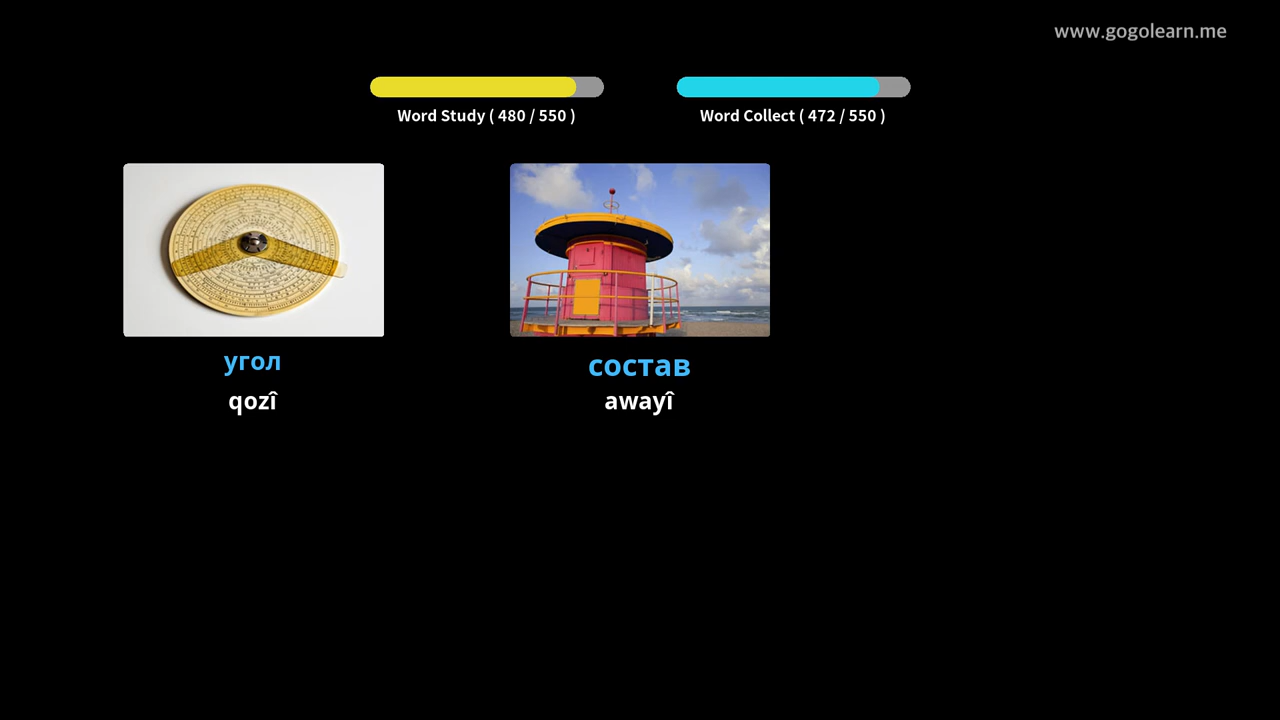 www.gogolearn.me
Word Study ( 480 / 550 )
Word Collect ( 472 / 550 )
угол
qozî
состав
awayî